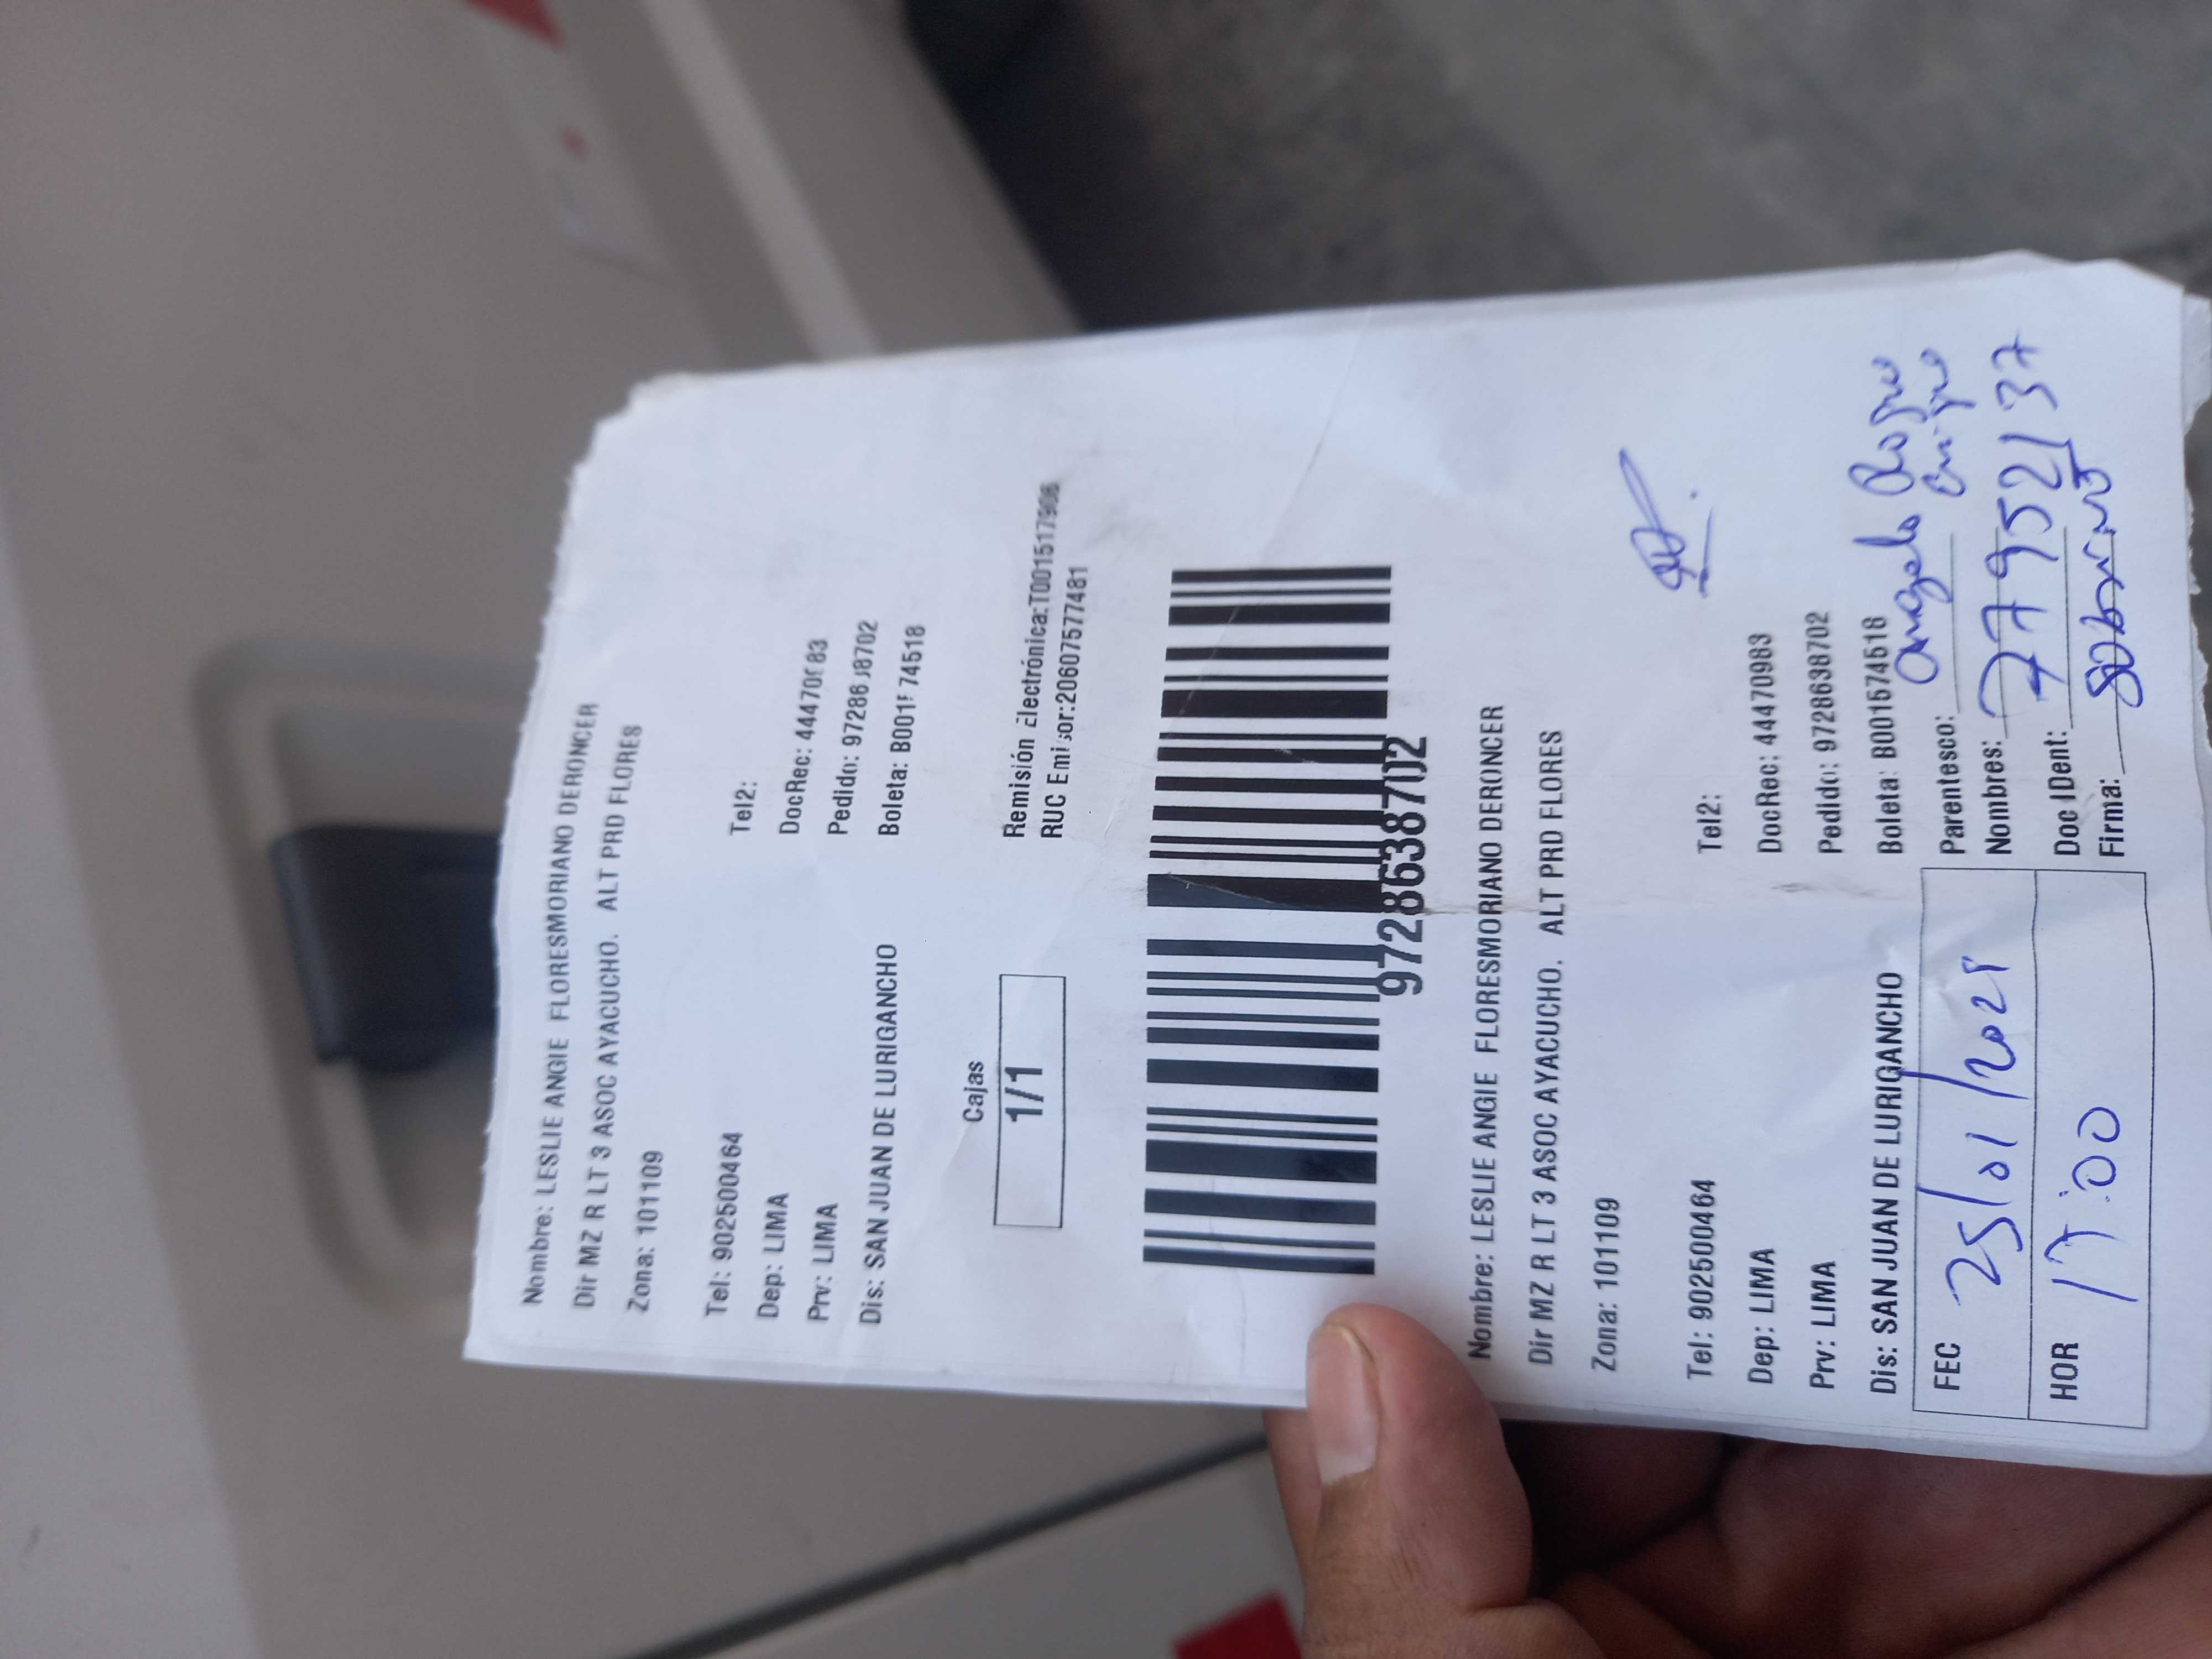 Nombre: LESLIE ANGIE FLORESMORIANO DERONCER
Dir MZ R LT 3 ASOC AYACUCHO. ALT PRD FLORES
Zona: 101109
Tel: 902500464 Tel2:
Dep: LIMA DocRec: 44470983
Prv: LIMA Pedido: 9728638702
Dis: SAN JUAN DE LURIGANCHO Boleta: B001574518
Cajas
1/1
Remisión Electrónica:T001517906
RUC Emisor:20607577481
9728638702
Nombre: LESLIE ANGIE FLORESMORIANO DERONCER
Dir MZ R LT 3 ASOC AYACUCHO. ALT PRD FLORES
Zona: 101109
Tel: 902500464 Tel2:
Dep: LIMA DocRec: 44470983
Prv: LIMA Pedido: 9728638702
Dis: SAN JUAN DE LURIGANCHO Boleta: B001574518
FEC 25/01/2025
HOR 17:00
Parentesco: Angelo
Nombres: 77952137
Doc IDent: sobrino
Firma: